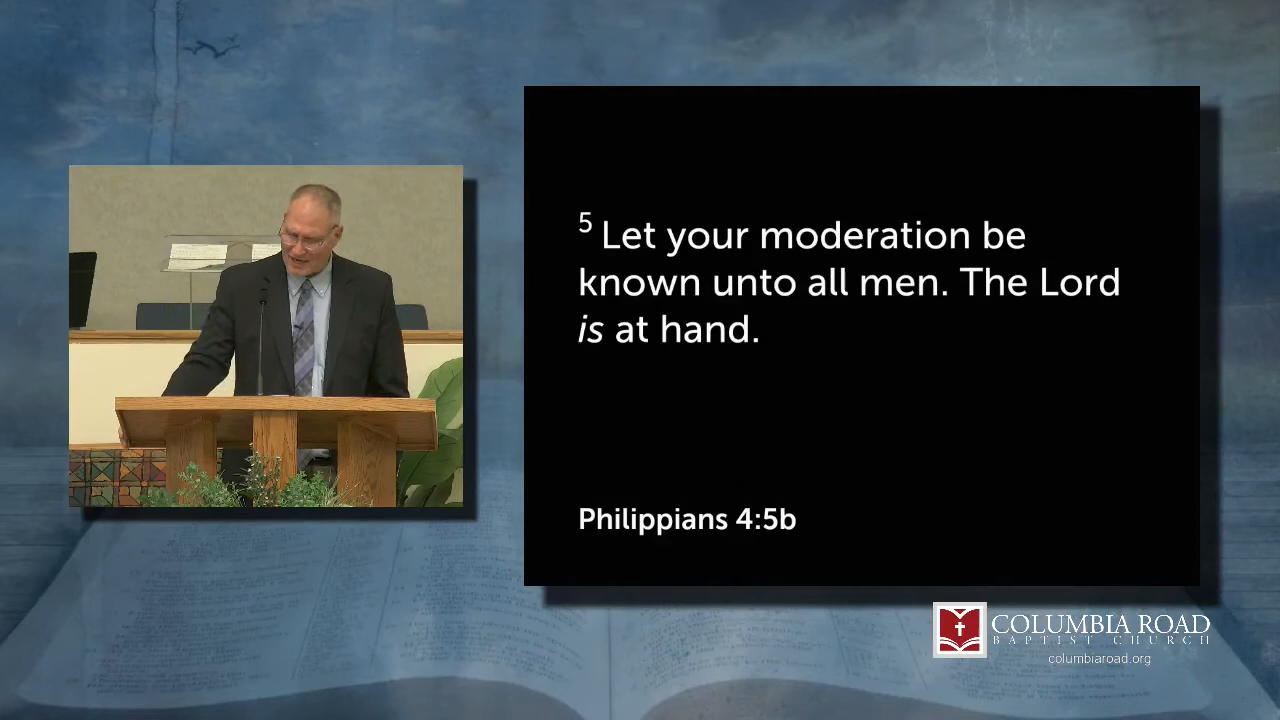 5 Let your moderation be
known unto all men. The Lord
is at hand.
Philippians 4:5b
COLUMBIA ROAD
BAPTIST CHURCH
columbiaroad.org